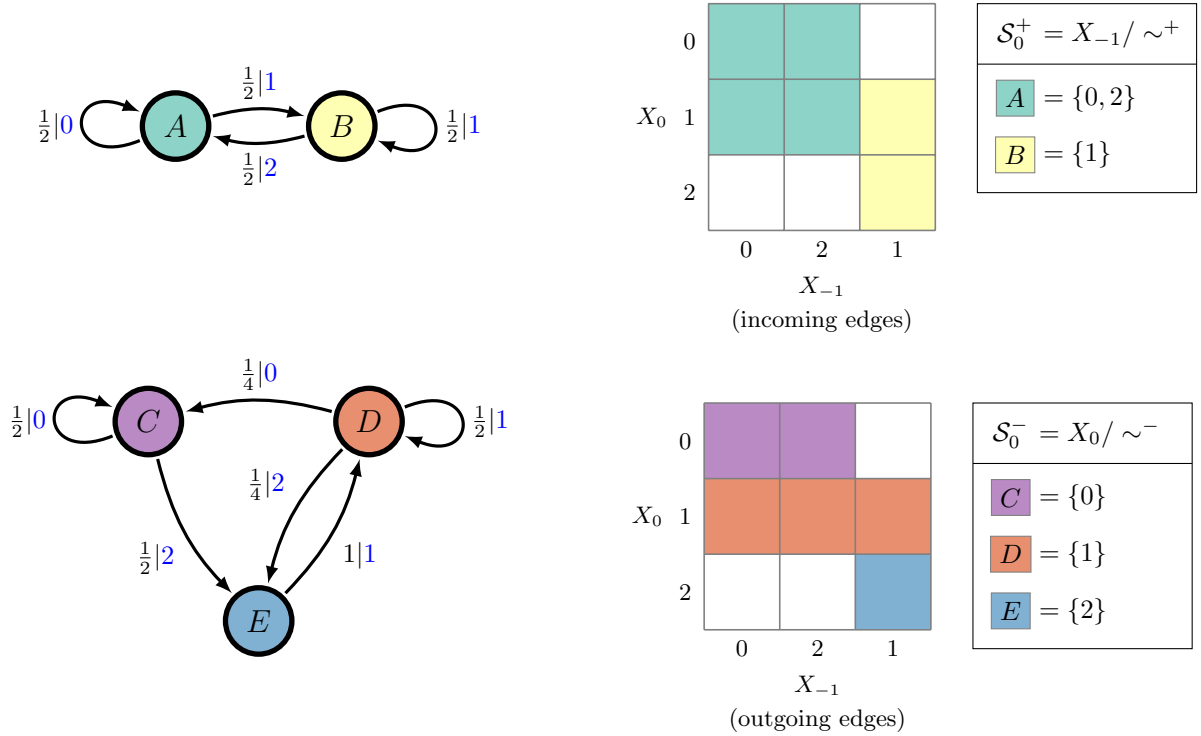 1/2|0
A
1/2|1
1/2|2
B
1/2|1
0
X_0 1
2
0 2 1
X_{-1}
(incoming edges)
𝒮_0^+ = X_{-1}/ ∼^+
A = {0, 2}
B = {1}
1/2|0
C
1/4|0
D
1/2|1
1/4|2
1/2|2
1|1
E
0
X_0 1
2
0 2 1
X_{-1}
(outgoing edges)
𝒮_0^- = X_0/ ∼^-
C = {0}
D = {1}
E = {2}